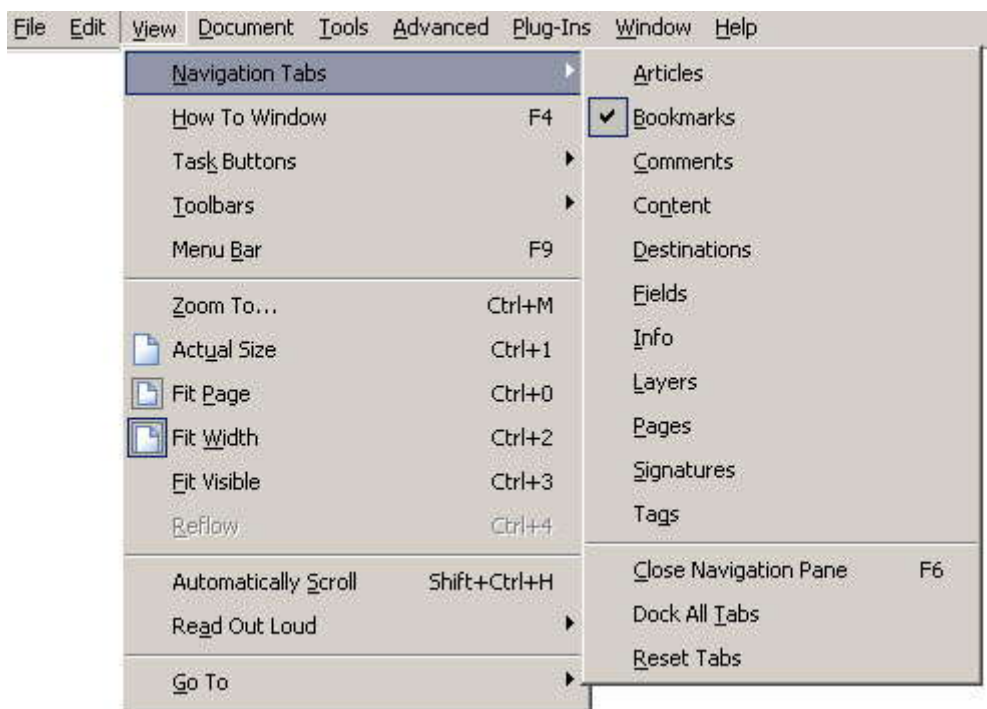 File Edit View Document Tools Advanced Plug-Ins Window Help
Navigation Tabs
How To Window F4
Task Buttons
Toolbars
Menu Bar F9
Zoom To...  Ctrl+M
Actual Size Ctrl+1
Fit Page Ctrl+0
Fit Width Ctrl+2
Fit Visible Ctrl+3
Reflow Ctrl+4
Automatically Scroll Shift+Ctrl+H
Read Out Loud
Go To
Articles
Bookmarks
Comments
Content
Destinations
Fields
Info
Layers
Pages
Signatures
Tags
Close Navigation Pane F6
Dock All Tabs
Reset Tabs